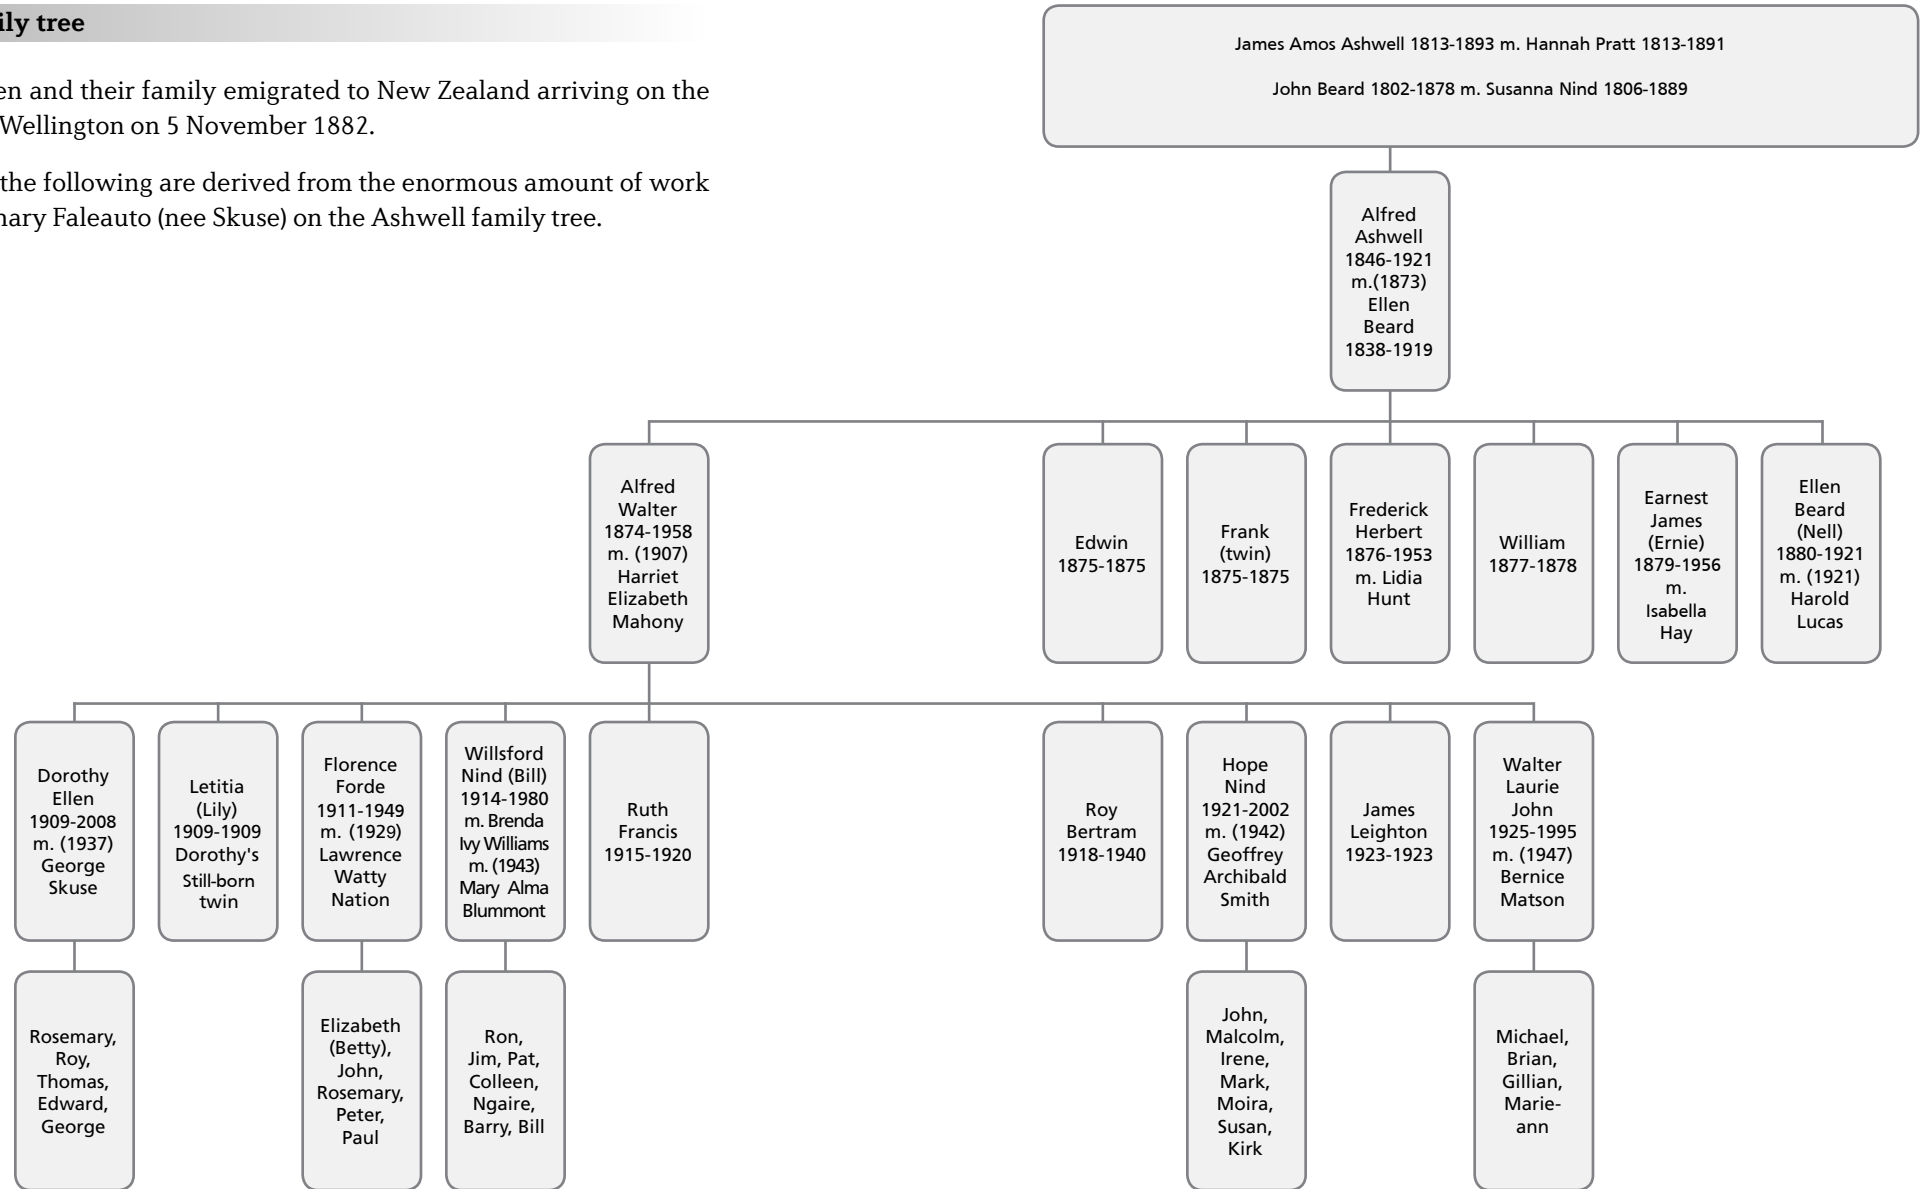 ily tree
en and their family emigrated to New Zealand arriving on the
Wellington on 5 November 1882.
the following are derived from the enormous amount of work
nary Faleauto (nee Skuse) on the Ashwell family tree.
James Amos Ashwell 1813-1893 m. Hannah Pratt 1813-1891
John Beard 1802-1878 m. Susanna Nind 1806-1889
Alfred
Ashwell
1846-1921
m.(1873)
Ellen
Beard
1838-1919
Alfred
Walter
1874-1958
m. (1907)
Harriet
Elizabeth
Mahony
Edwin
1875-1875
Frank
(twin)
1875-1875
Frederick
Herbert
1876-1953
m. Lidia
Hunt
William
1877-1878
Earnest
James
(Ernie)
1879-1956
m.
Isabella
Hay
Ellen
Beard
(Nell)
1880-1921
m. (1921)
Harold
Lucas
Dorothy
Ellen
1909-2008
m. (1937)
George
Skuse
Letitia
(Lily)
1909-1909
Dorothy's
Still-born
twin
Florence
Forde
1911-1949
m. (1929)
Lawrence
Watty
Nation
Willsford
Nind (Bill)
1914-1980
m. Brenda
Ivy Williams
m. (1943)
Mary Alma
Blummont
Ruth
Francis
1915-1920
Roy
Bertram
1918-1940
Hope
Nind
1921-2002
m. (1942)
Geoffrey
Archibald
Smith
James
Leighton
1923-1923
Walter
Laurie
John
1925-1995
m. (1947)
Bernice
Matson
Rosemary,
Roy,
Thomas,
Edward,
George
Elizabeth
(Betty),
John,
Rosemary,
Peter,
Paul
Ron,
Jim, Pat,
Colleen,
Ngaire,
Barry, Bill
John,
Malcolm,
Irene,
Mark,
Moira,
Susan,
Kirk
Michael,
Brian,
Gillian,
Marie-
ann